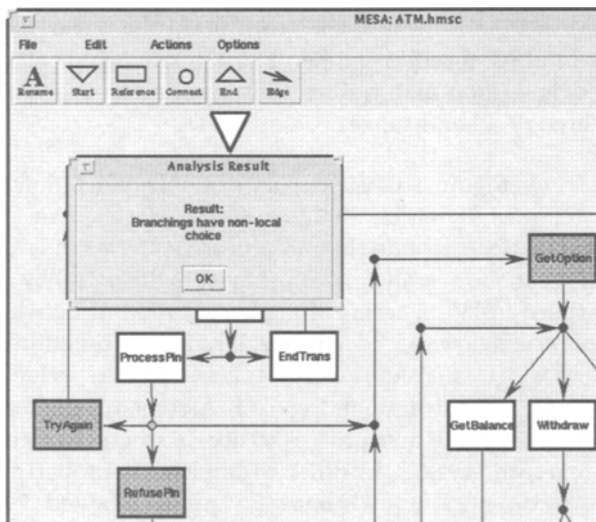 MESA: ATM.hmsc
File Edit Actions Options
A
Rename Start Reference Connect End Edge
Analysis Result
Result:
Branchings have non-local
choice
OK
GetOption
ProcessPin
EndTrans
TryAgain
GetBalance
Withdraw
RefusePin